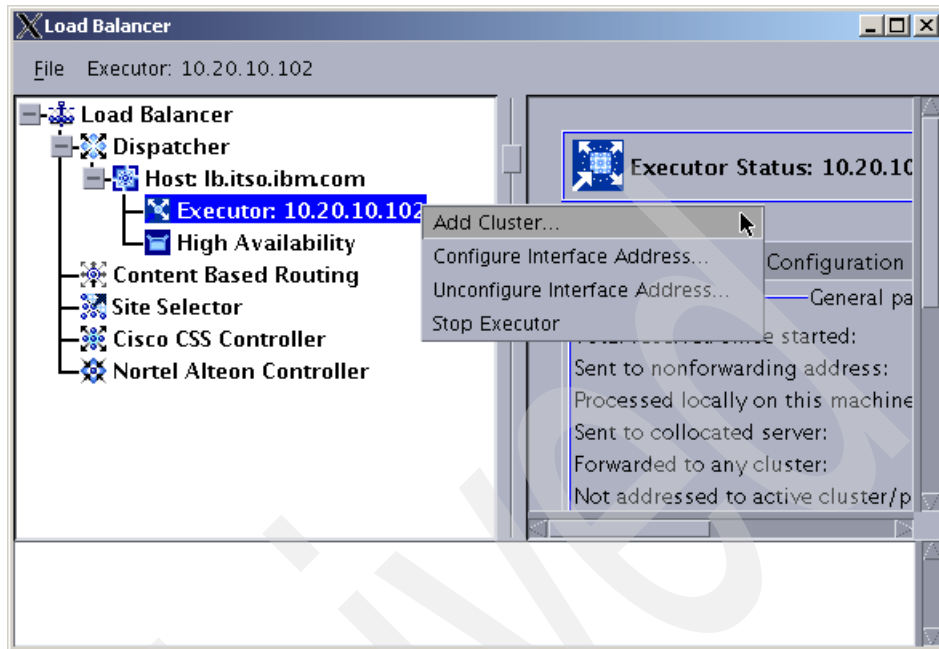 Load Balancer
File Executor: 10.20.10.102
Load Balancer
Dispatcher
Host: lb.itso.ibm.com
Executor: 10.20.10.102
High Availability
Content Based Routing
Site Selector
Cisco CSS Controller
Nortel Alteon Controller
Add Cluster...
Configure Interface Address...
Unconfigure Interface Address...
Stop Executor
Executor Status: 10.20.10
Configuration
General pa
started:
Sent to nonforwarding address:
Processed locally on this machine
Sent to collocated server:
Forwarded to any cluster:
Not addressed to active cluster/p